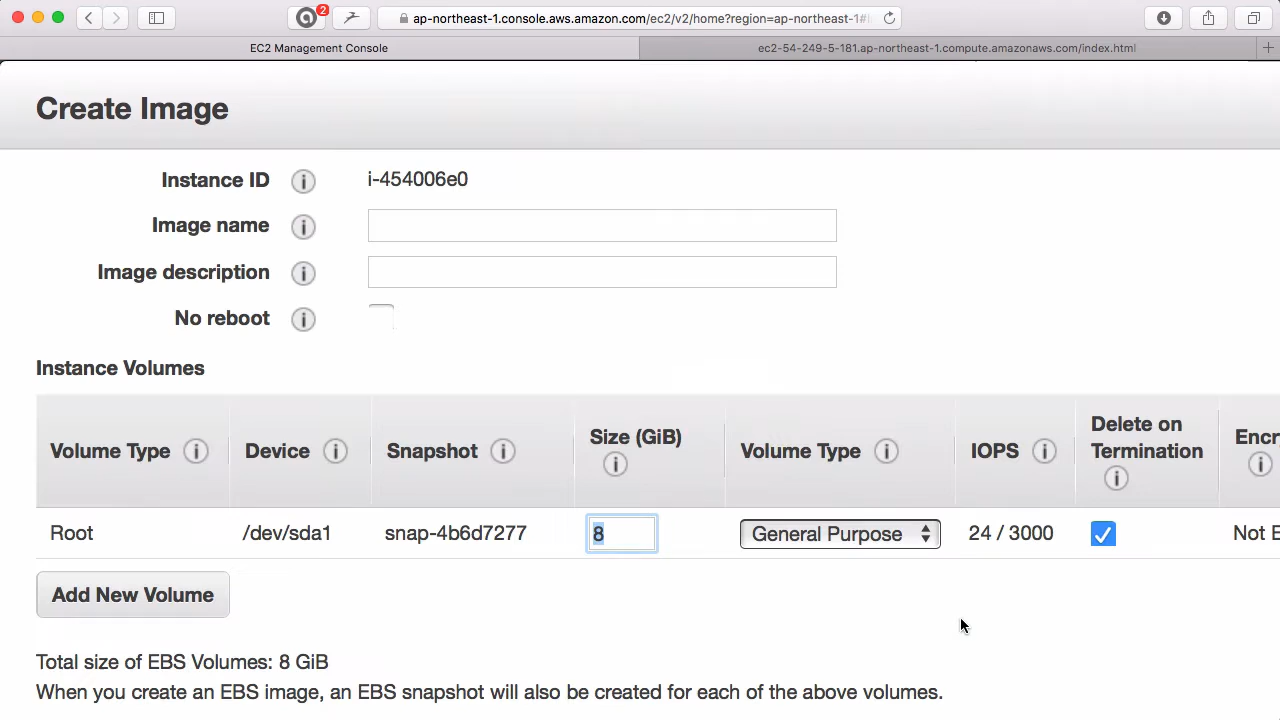 2
ap-northeast-1.console.aws.amazon.com/ec2/v2/home?region=ap-northeast-1#I
EC2 Management Console
ec2-54-249-5-181.ap-northeast-1.compute.amazonaws.com/index.html
Create Image
Instance ID i-454006e0
Image name
Image description
No reboot
Instance Volumes
Volume Type Device Snapshot Size (GiB) Volume Type IOPS Delete on Termination Encry
Root /dev/sda1 snap-4b6d7277 8 General Purpose 24 / 3000 Not E
Add New Volume
Total size of EBS Volumes: 8 GiB
When you create an EBS image, an EBS snapshot will also be created for each of the above volumes.